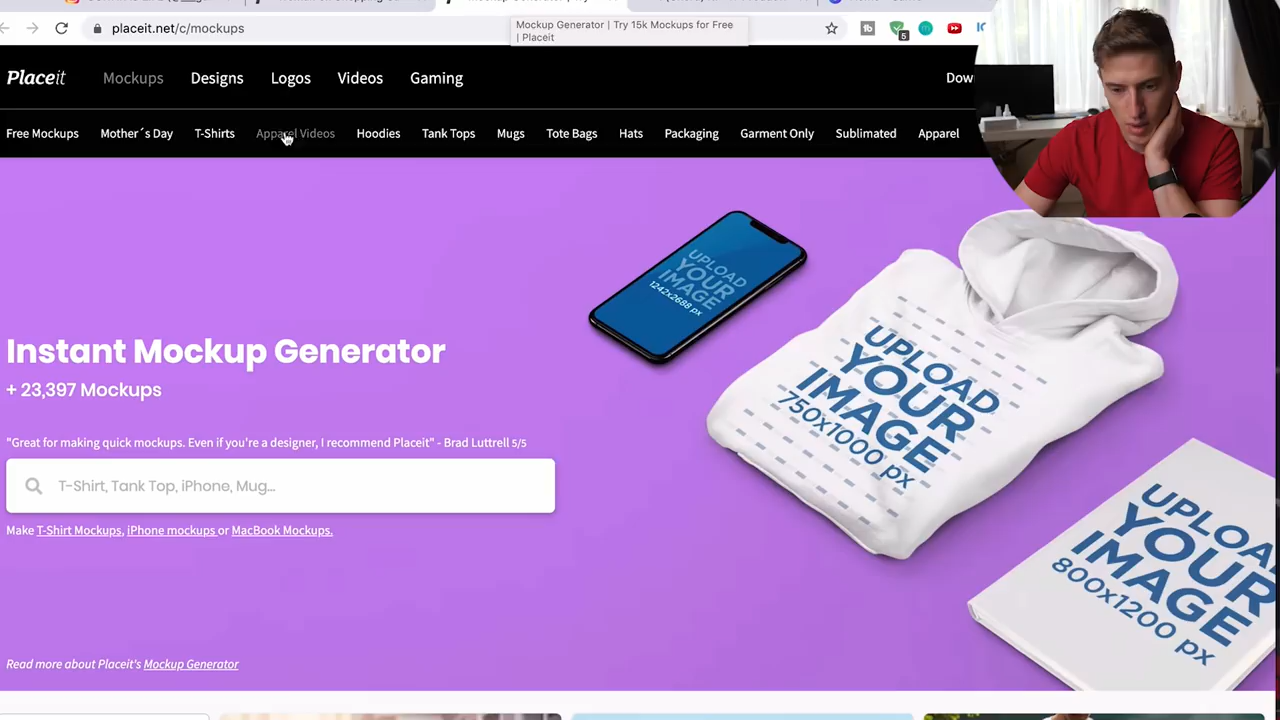 Mockup Generator | Try 15k Mockups for Free
| Placeit
placeit.net/c/mockups
5
Placeit
Mockups
Designs
Logos
Videos
Gaming
Free Mockups
Mother´s Day
T-Shirts
Apparel Videos
Hoodies
Tank Tops
Mugs
Tote Bags
Hats
Packaging
Garment Only
Sublimated
Apparel
UPLOAD
YOUR
IMAGE
1242x2688 px
UPLOAD
YOUR
IMAGE
750x1000 px
Instant Mockup Generator
+ 23,397 Mockups
"Great for making quick mockups. Even if you're a designer, I recommend Placeit" - Brad Luttrell 5/5
T-Shirt, Tank Top, iPhone, Mug...
Make T-Shirt Mockups, iPhone mockups or MacBook Mockups.
YOUR
IMAGE
800x1200 px
Read more about Placeit's Mockup Generator